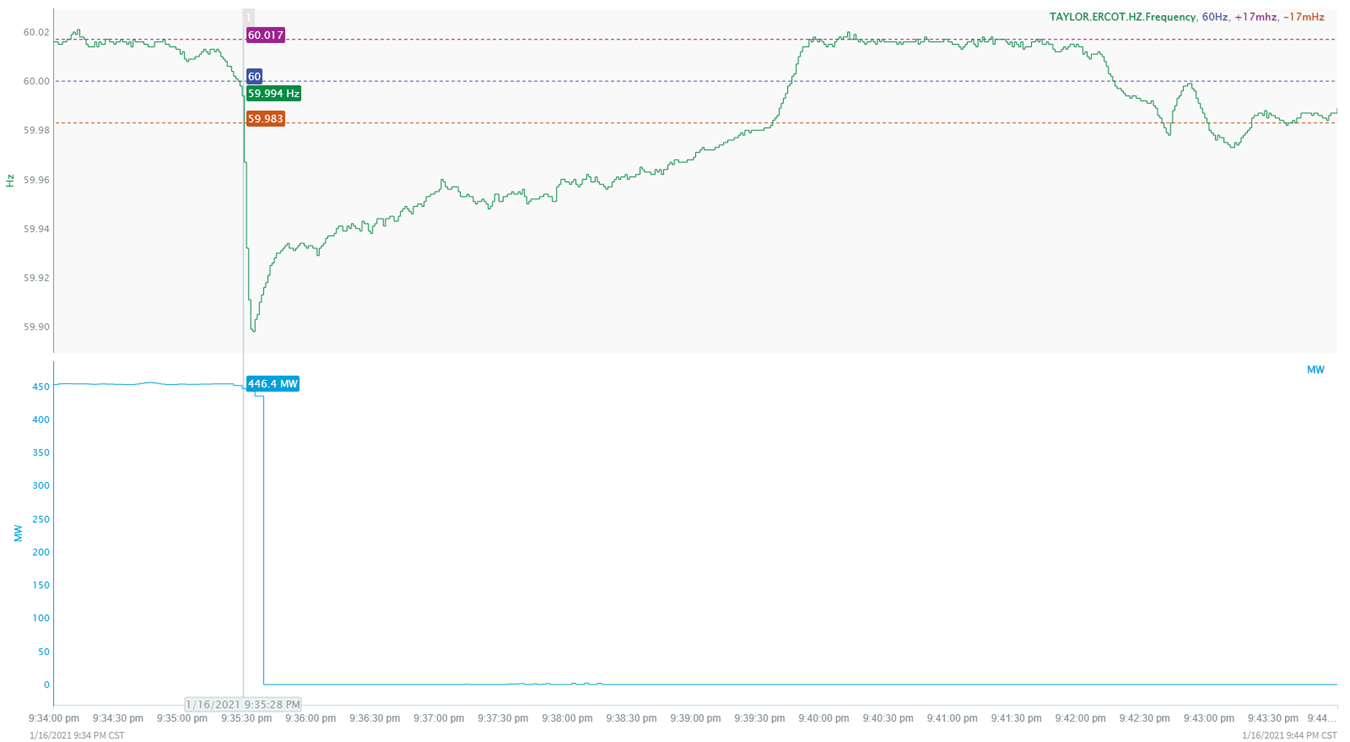 TAYLOR.ERCOT.HZ.Frequency, 60Hz, +17mhz, -17mHz
60.02
60.017
60.00
60
59.994 Hz
59.983
59.98
59.96
Hz
59.94
59.92
59.90
MW
446.4 MW
450
400
350
300
250
MW
200
150
100
50
0
1/16/2021 9:35:28 PM
9:34:00 pm 9:34:30 pm 9:35:00 pm 9:35:30 pm 9:36:00 pm 9:36:30 pm 9:37:00 pm 9:37:30 pm 9:38:00 pm 9:38:30 pm 9:39:00 pm 9:39:30 pm 9:40:00 pm 9:40:30 pm 9:41:00 pm 9:41:30 pm 9:42:00 pm 9:42:30 pm 9:43:00 pm 9:43:30 pm 9:44...
1/16/2021 9:34 PM CST 1/16/2021 9:44 PM CST